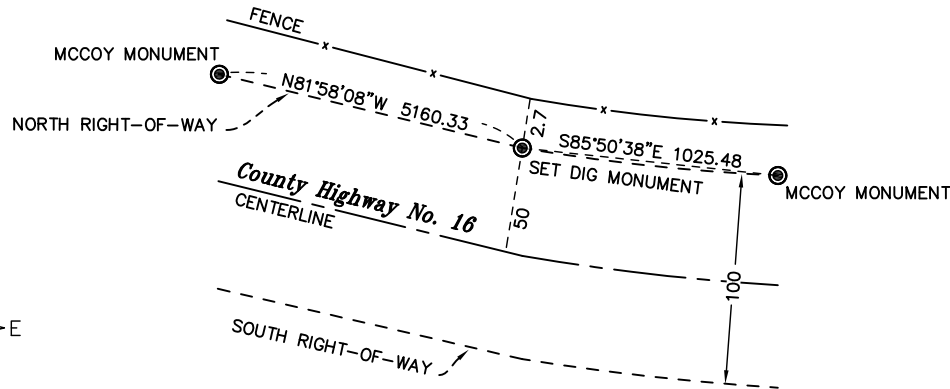 FENCE
x
x
x
x
MCCOY MONUMENT
N81°58'08"W 5160.33
NORTH RIGHT-OF-WAY
2.7
S85°50'38"E 1025.48
SET DIG MONUMENT
MCCOY MONUMENT
County Highway No. 16
CENTERLINE
50
100
E
SOUTH RIGHT-OF-WAY